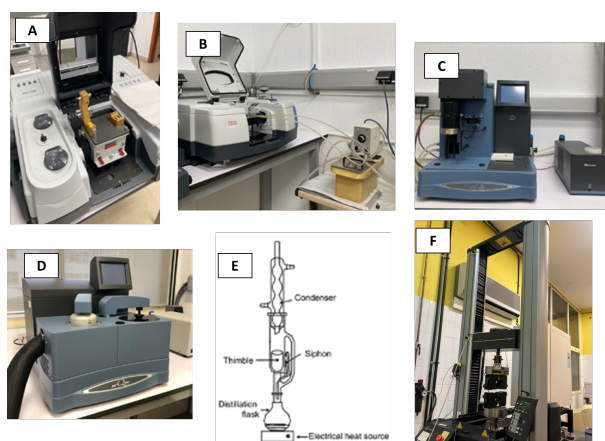 A
B
C
D
E
F
Condenser
Thimble
Siphon
Distillation
flask
Electrical heat source